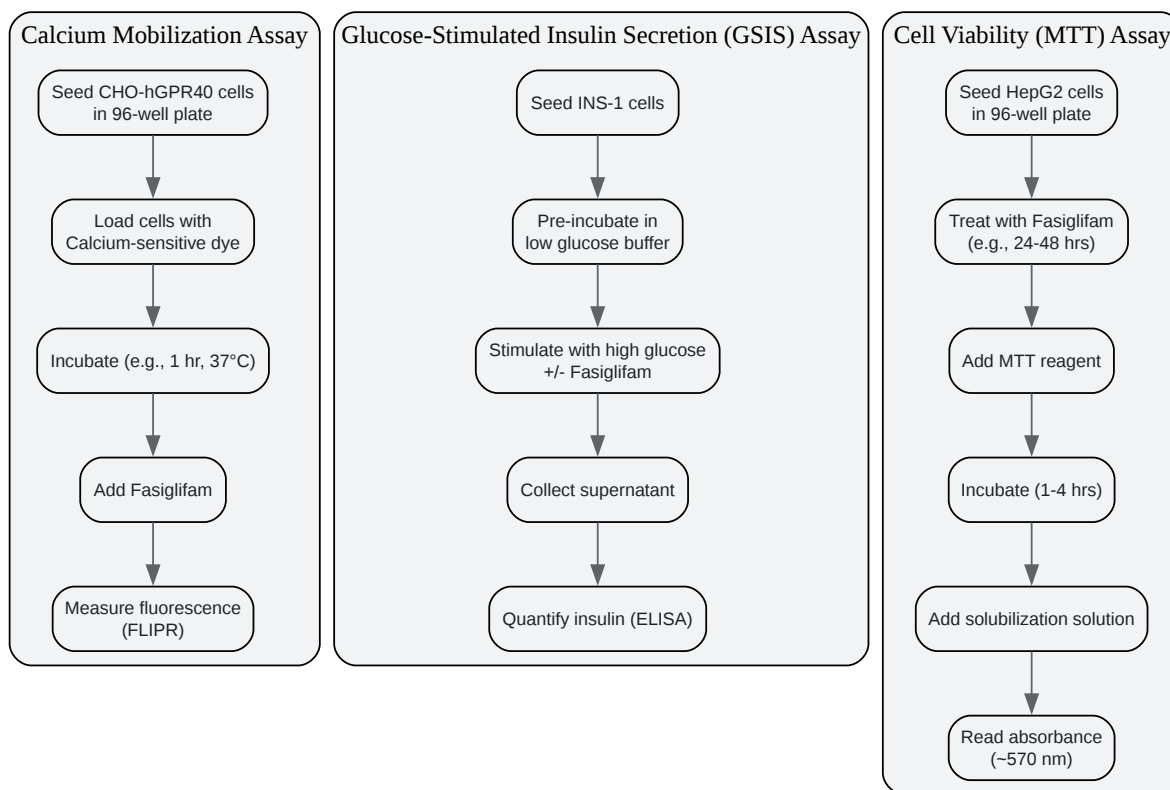 Calcium Mobilization Assay
Seed CHO-hGPR40 cells
in 96-well plate
Load cells with
Calcium-sensitive dye
Incubate (e.g., 1 hr, 37°C)
Add Fasiglifam
Measure fluorescence
(FLIPR)
Glucose-Stimulated Insulin Secretion (GSIS) Assay
Seed INS-1 cells
Pre-incubate in
low glucose buffer
Stimulate with high glucose
+/- Fasiglifam
Collect supernatant
Quantify insulin (ELISA)
Cell Viability (MTT) Assay
Seed HepG2 cells
in 96-well plate
Treat with Fasiglifam
(e.g., 24-48 hrs)
Add MTT reagent
Incubate (1-4 hrs)
Add solubilization solution
Read absorbance
(~570 nm)